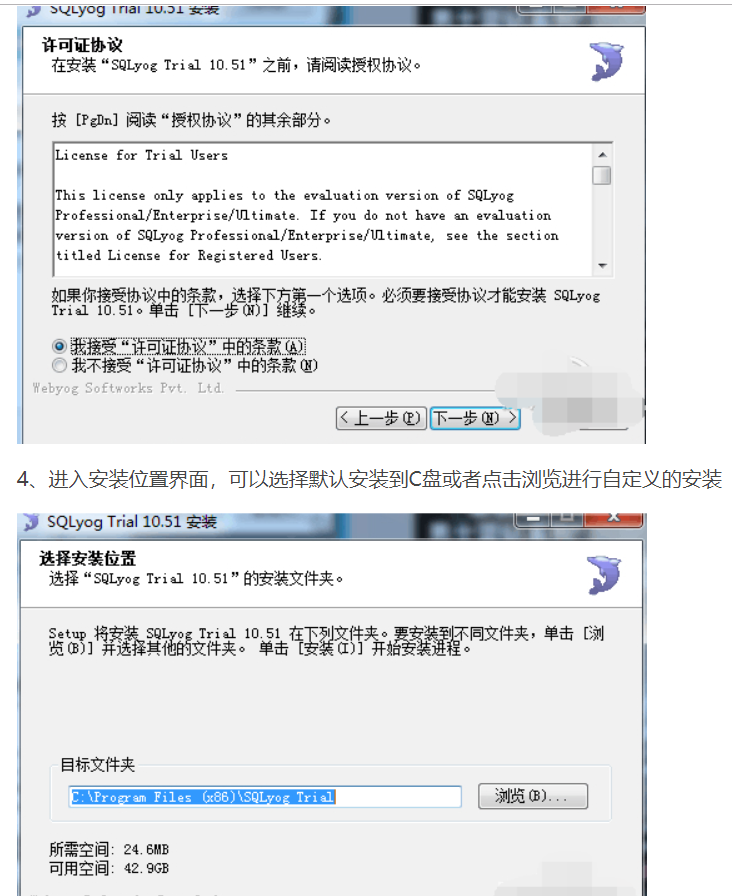 SQLyog Trial 10.51 安装
许可证协议
在安装“SQLyog Trial 10.51”之前，请阅读授权协议。
按 [PgDn] 阅读“授权协议”的其余部分。
License for Trial Users
This license only applies to the evaluation version of SQLyog
Professional/Enterprise/Ultimate. If you do not have an evaluation
version of SQLyog Professional/Enterprise/Ultimate, see the section
titled License for Registered Users.
如果你接受协议中的条款，选择下方第一个选项。必须要接受协议才能安装 SQLyog
Trial 10.51。单击 [下一步(N)] 继续。
我接受“许可证协议”中的条款(A)
我不接受“许可证协议”中的条款(N)
Webyog Softworks Pvt. Ltd.
< 上一步(P) 下一步(N) >
4、进入安装位置界面，可以选择默认安装到C盘或者点击浏览进行自定义的安装
SQLyog Trial 10.51 安装
选择安装位置
选择“SQLyog Trial 10.51”的安装文件夹。
Setup 将安装 SQLyog Trial 10.51 在下列文件夹。要安装到不同文件夹，单击 [浏
览(B)] 并选择其他的文件夹。 单击 [安装(I)] 开始安装进程。
目标文件夹
C:\Program Files (x86)\SQLyog Trial
浏览(B)...
所需空间: 24.6MB
可用空间: 42.9GB